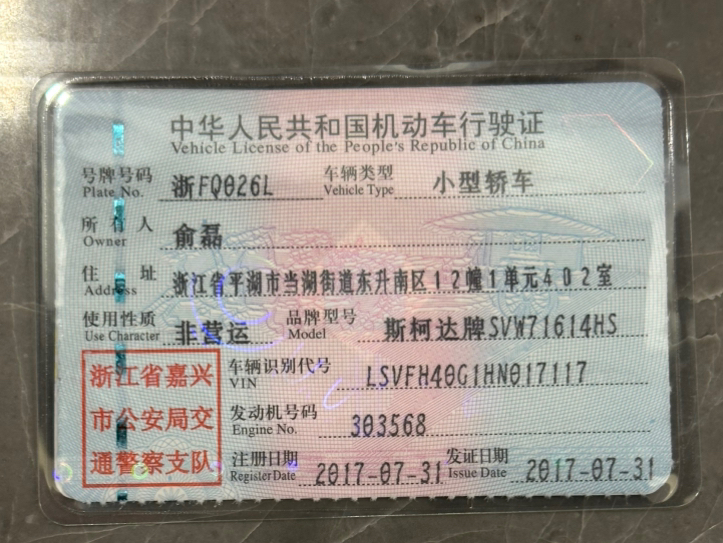 中华人民共和国机动车行驶证
Vehicle License of the People's Republic of China
号牌号码 浙FQ026L 车辆类型 小型轿车
Plate No. Vehicle Type
所有人 俞磊
Owner
住址 浙江省平湖市当湖街道东升南区12幢1单元402室
Address
使用性质 非营运 品牌型号 斯柯达牌SVW71614HS
Use Character Model
浙江省嘉兴
市公安局交
通警察支队
车辆识别代号 LSVFH40G1HN017117
VIN
发动机号码 303568
Engine No.
注册日期 2017-07-31 发证日期 2017-07-31
Register Date Issue Date